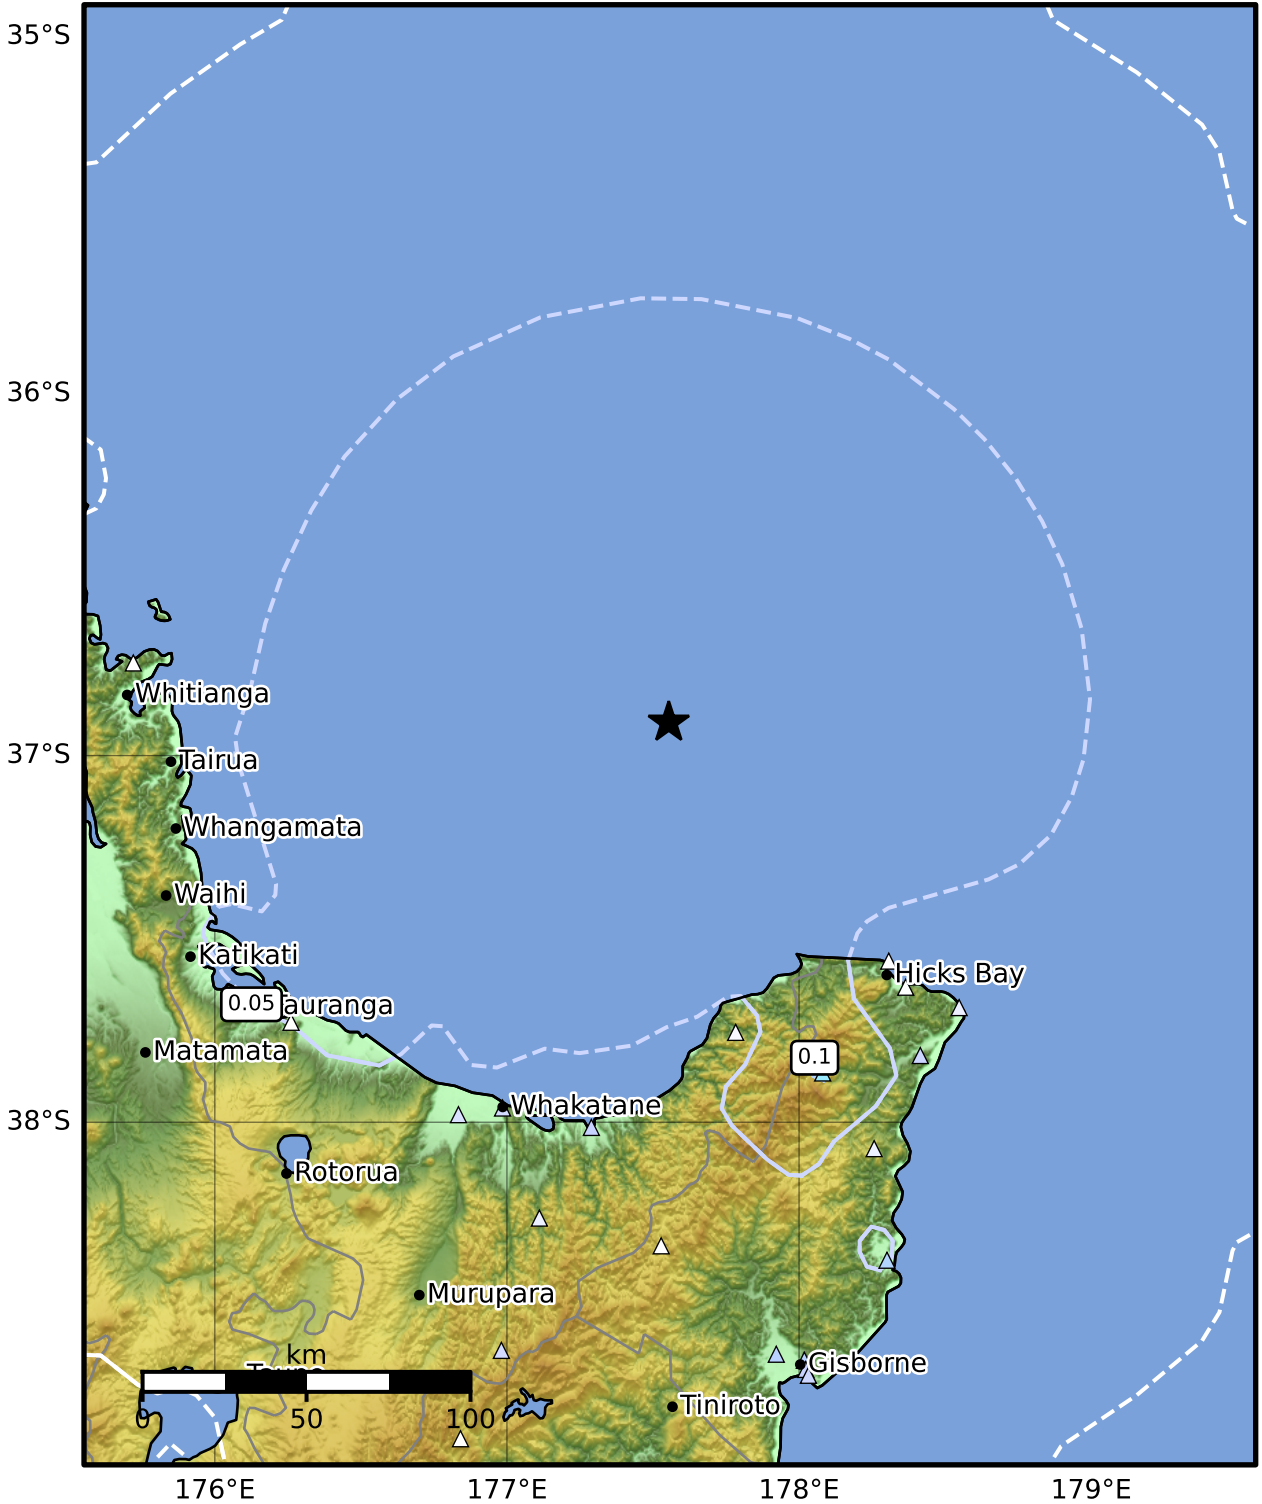 35°S
36°S
Whitianga
37°S
Tairua
Whangamata
Waihi
Katikati
Hicks Bay
0.05
auranga
Matamata
0.1
Whakatane
38°S
Rotorua
Murupara
km
Gisborne
Tiniroto
0 50 100
176°E 177°E 178°E 179°E